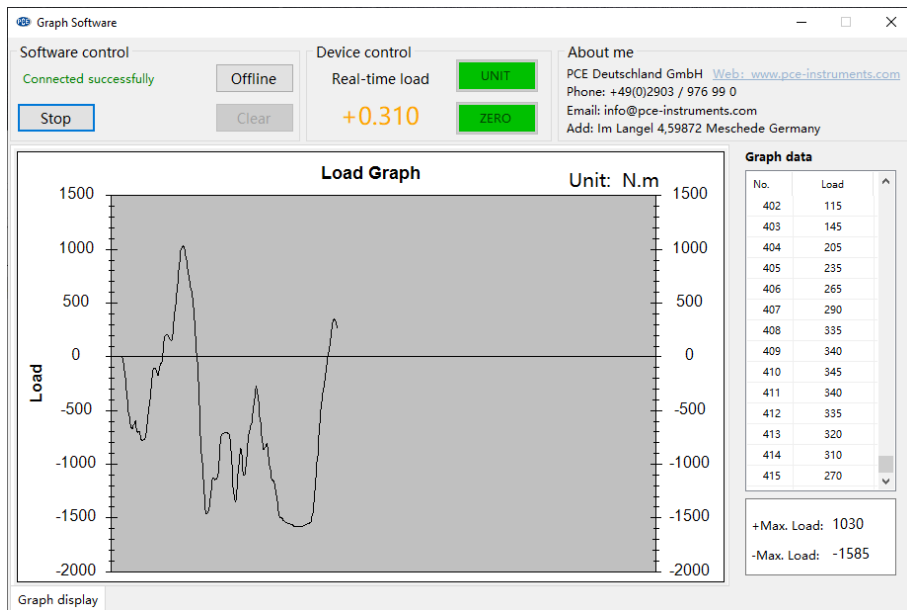 PCE Graph Software
Software control
Connected successfully
Offline
Stop
Clear
Device control
Real-time load
UNIT
+0.310
ZERO
About me
PCE Deutschland GmbH Web: www.pce-instruments.com
Phone: +49(0)2903 / 976 99 0
Email: info@pce-instruments.com
Add: Im Langel 4,59872 Meschede Germany
Load Graph
Unit: N.m
Load
1500 1500
1000 1000
500 500
0 0
-500 -500
-1000 -1000
-1500 -1500
-2000 -2000
Graph data
No. Load
402 115
403 145
404 205
405 235
406 265
407 290
408 335
409 340
410 345
411 340
412 335
413 320
414 310
415 270
+Max. Load: 1030
-Max. Load: -1585
Graph display